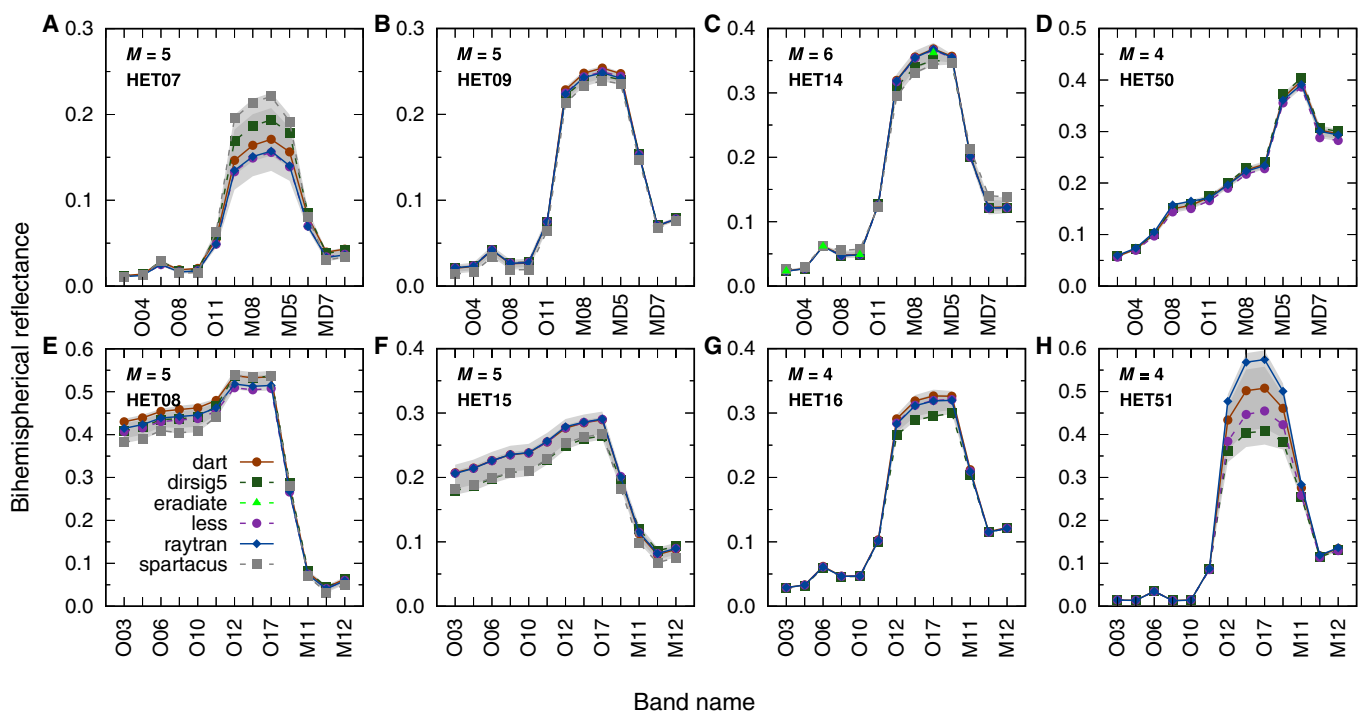 A
M = 5
HET07
0.3
0.2
0.1
0.0
O04
O08
O11
M08
MD5
MD7
B
M = 5
HET09
0.3
0.2
0.1
0.0
O04
O08
O11
M08
MD5
MD7
C
M = 6
HET14
0.4
0.3
0.2
0.1
0.0
O04
O08
O11
M08
MD5
MD7
D
M = 4
HET50
0.5
0.4
0.3
0.2
0.1
0.0
O04
O08
O11
M08
MD5
MD7
Bihemispherical reflectance
E
M = 5
HET08
0.6
0.5
0.4
0.3
0.2
0.1
0.0
dart
dirsig5
eradiate
less
raytran
spartacus
O03
O06
O10
O12
O17
M11
M12
F
M = 5
HET15
0.4
0.3
0.2
0.1
0.0
O03
O06
O10
O12
O17
M11
M12
G
M = 4
HET16
0.4
0.3
0.2
0.1
0.0
O03
O06
O10
O12
O17
M11
M12
H
M = 4
HET51
0.6
0.5
0.4
0.3
0.2
0.1
0.0
O03
O06
O10
O12
O17
M11
M12
Band name